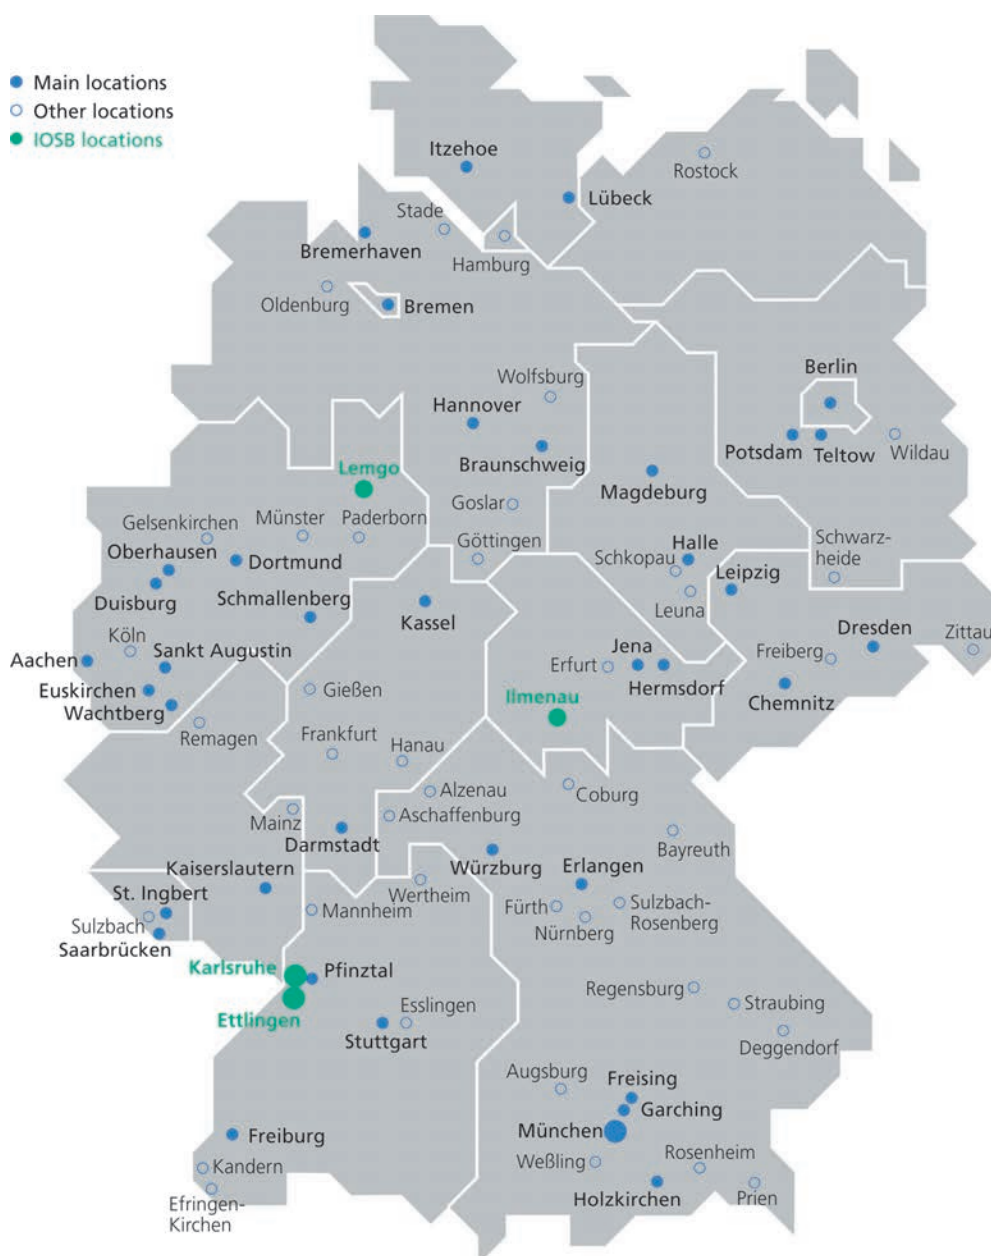 Main locations
Other locations
IOSB locations
Itzehoe
Rostock
Lübeck
Stade
Bremerhaven
Hamburg
Oldenburg
Bremen
Berlin
Wolfsburg
Hannover
Potsdam
Teltow
Wildau
Braunschweig
Lemgo
Magdeburg
Goslar
Gelsenkirchen
Münster
Paderborn
Oberhausen
Dortmund
Göttingen
Halle
Schkopau
Schwarz-
heide
Leipzig
Duisburg
Schmallenberg
Kassel
Leuna
Köln
Sankt Augustin
Aachen
Jena
Erfurt
Dresden
Zittau
Freiberg
Euskirchen
Wachtberg
Gießen
Hermsdorf
Ilmenau
Chemnitz
Remagen
Frankfurt
Hanau
Alzenau
Coburg
Mainz
Aschaffenburg
Darmstadt
Bayreuth
Würzburg
Erlangen
Kaiserslautern
Wertheim
St. Ingbert
Mannheim
Fürth
Sulzbach-
Rosenberg
Sulzbach
Nürnberg
Saarbrücken
Karlsruhe
Pfinztal
Regensburg
Straubing
Ettlingen
Esslingen
Stuttgart
Deggendorf
Augsburg
Freising
Garching
München
Freiburg
Weßling
Rosenheim
Kandern
Holzkirchen
Prien
Efringen-
Kirchen